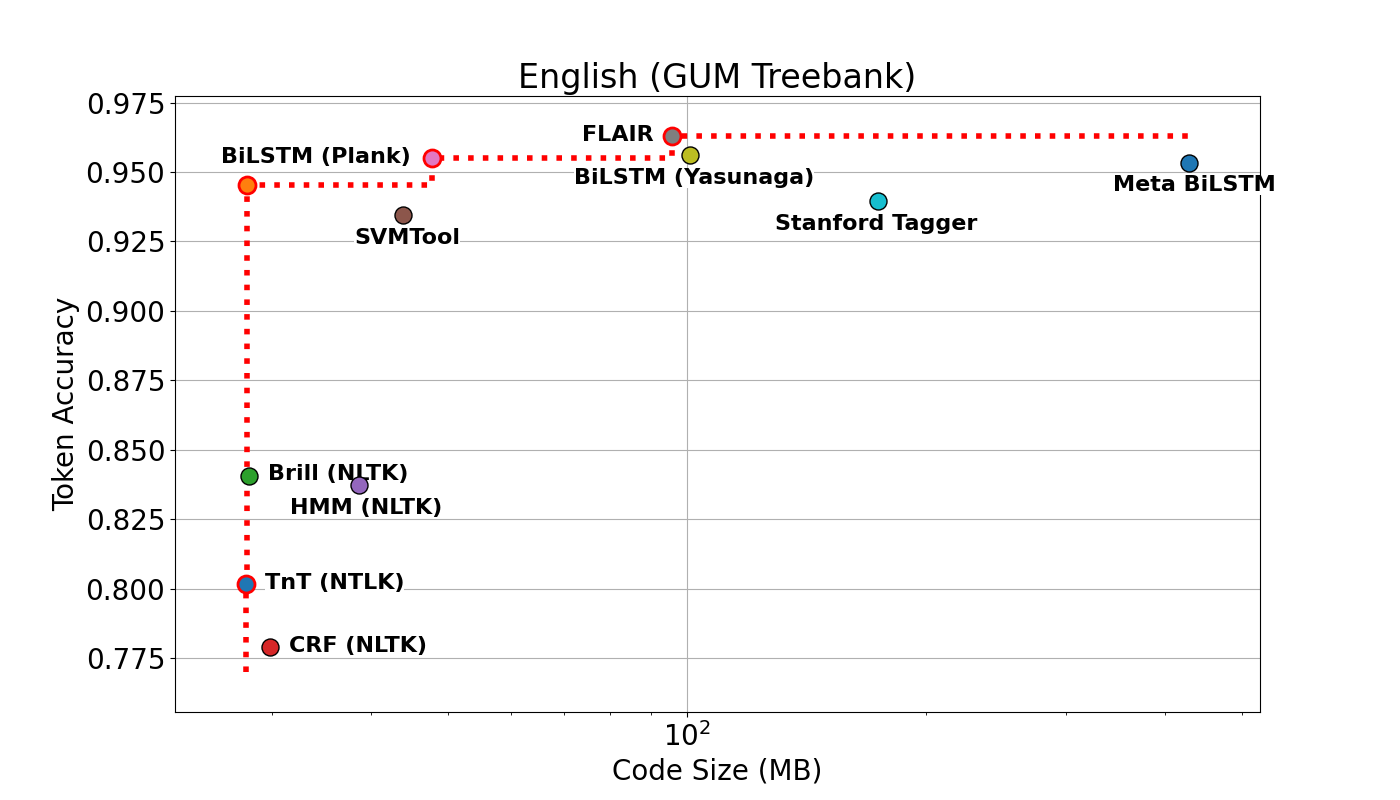 English (GUM Treebank)
0.975
0.950
0.925
0.900
0.875
0.850
0.825
0.800
0.775
Token Accuracy
FLAIR
BiLSTM (Plank)
BiLSTM (Yasunaga)
Meta BiLSTM
Stanford Tagger
SVMTool
Brill (NLTK)
HMM (NLTK)
TnT (NTLK)
CRF (NLTK)
10²
Code Size (MB)